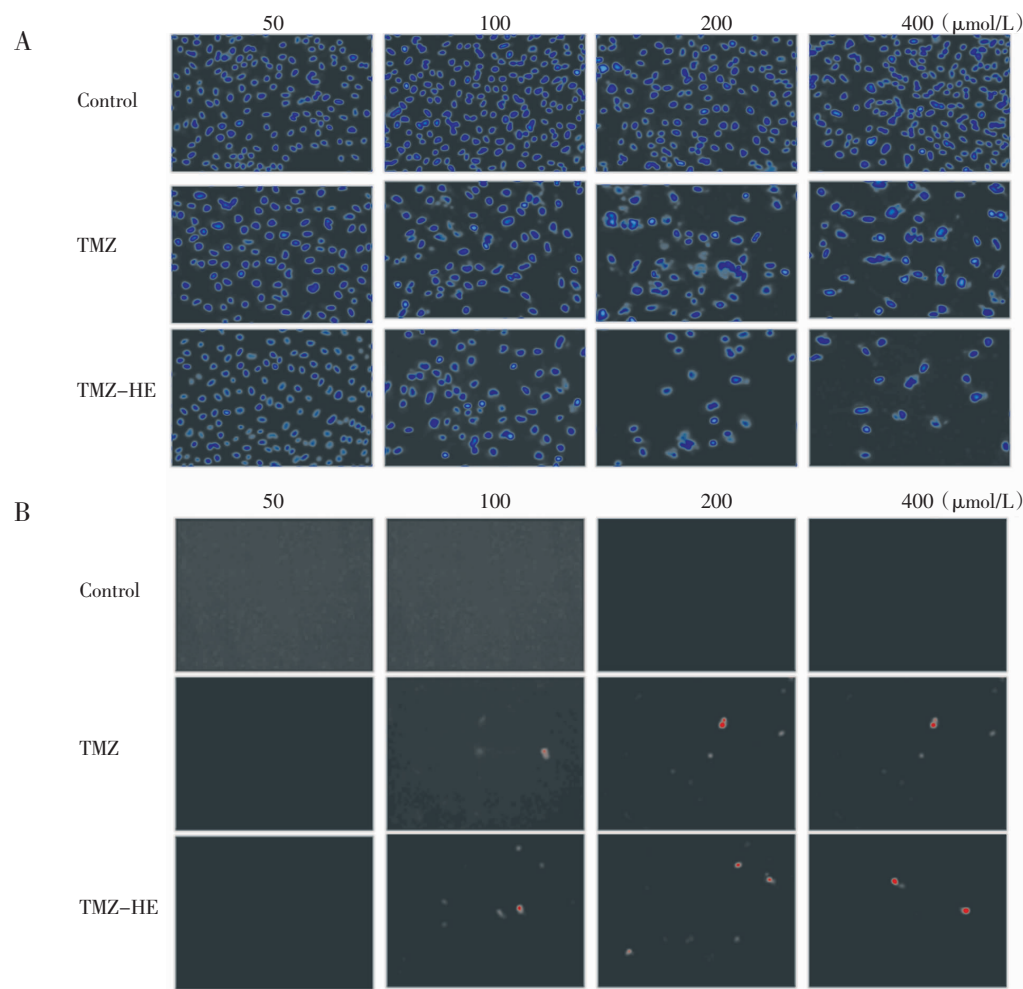 A
50 100 200 400（μmol/L）
Control
TMZ
TMZ-HE
B
50 100 200 400（μmol/L）
Control
TMZ
TMZ-HE